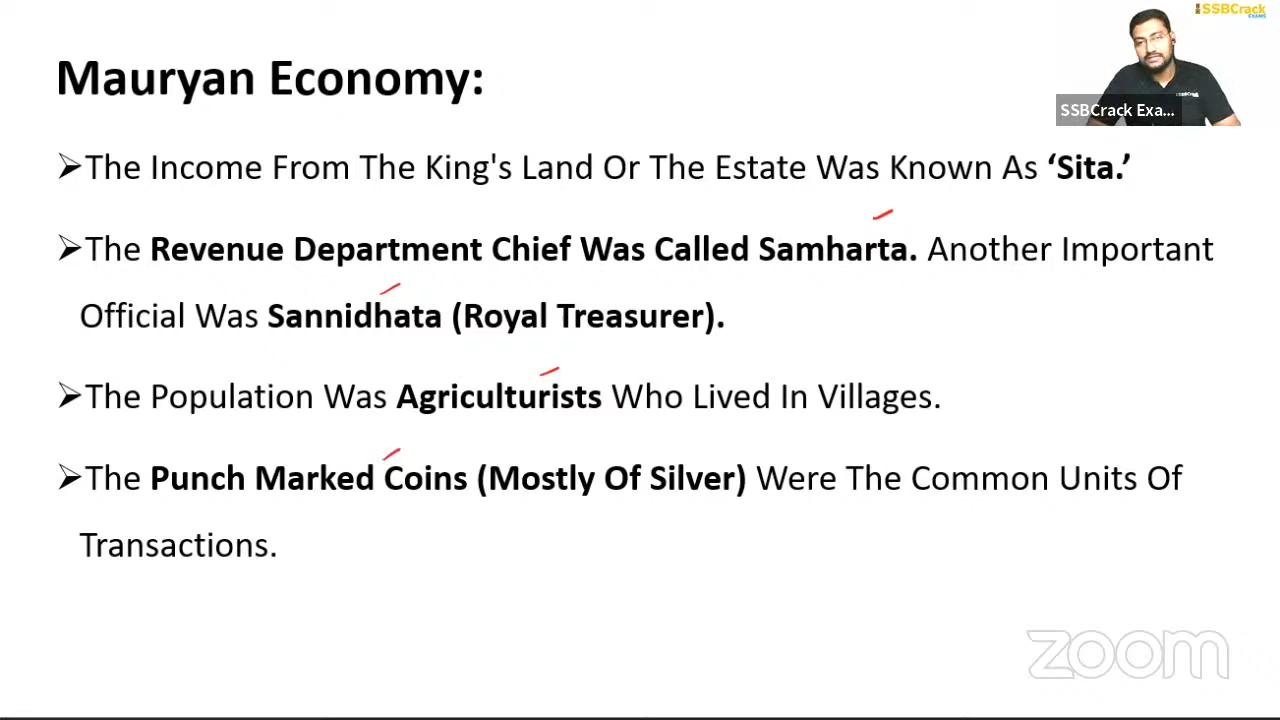 SSBCrack
EXAMS
SSBCrack Exa...
Mauryan Economy:
➢The Income From The King's Land Or The Estate Was Known As ‘Sita.’
➢The Revenue Department Chief Was Called Samharta. Another Important
Official Was Sannidhata (Royal Treasurer).
➢The Population Was Agriculturists Who Lived In Villages.
➢The Punch Marked Coins (Mostly Of Silver) Were The Common Units Of
Transactions.
zoom